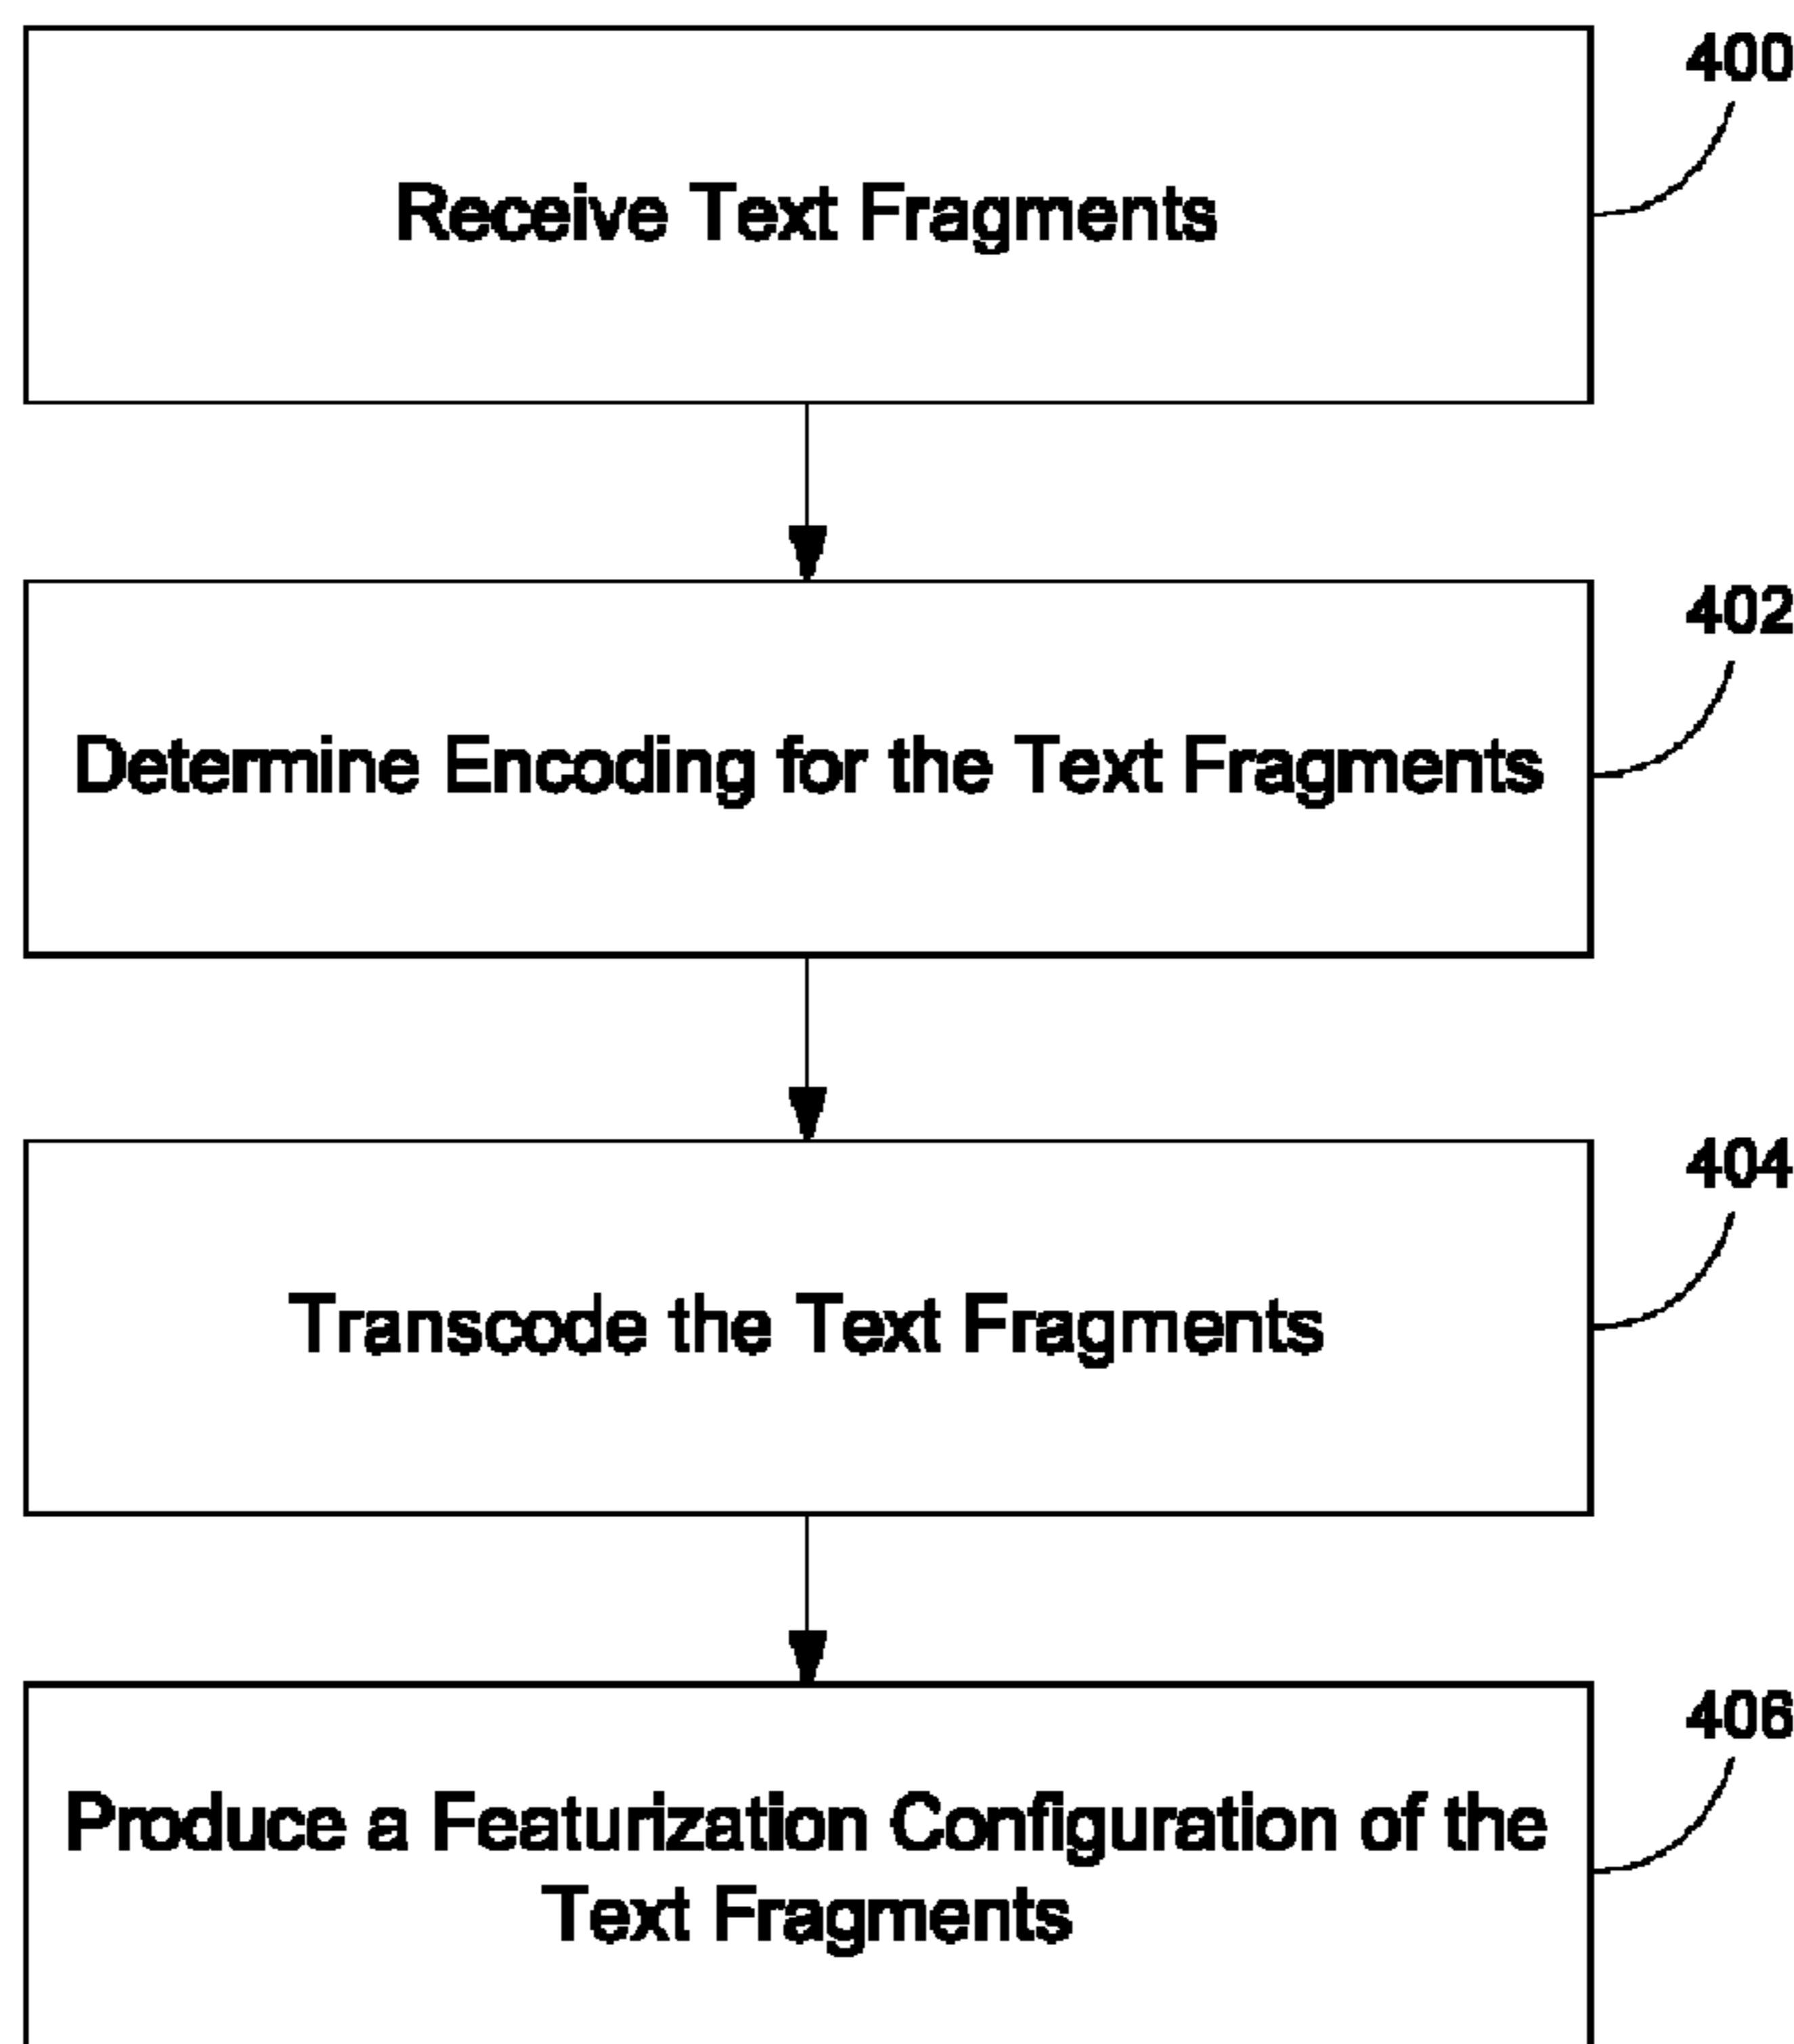 400
Receive Text Fragments
402
Determine Encoding for the Text Fragments
404
Transcode the Text Fragments
406
Produce a Featurization Configuration of the
Text Fragments